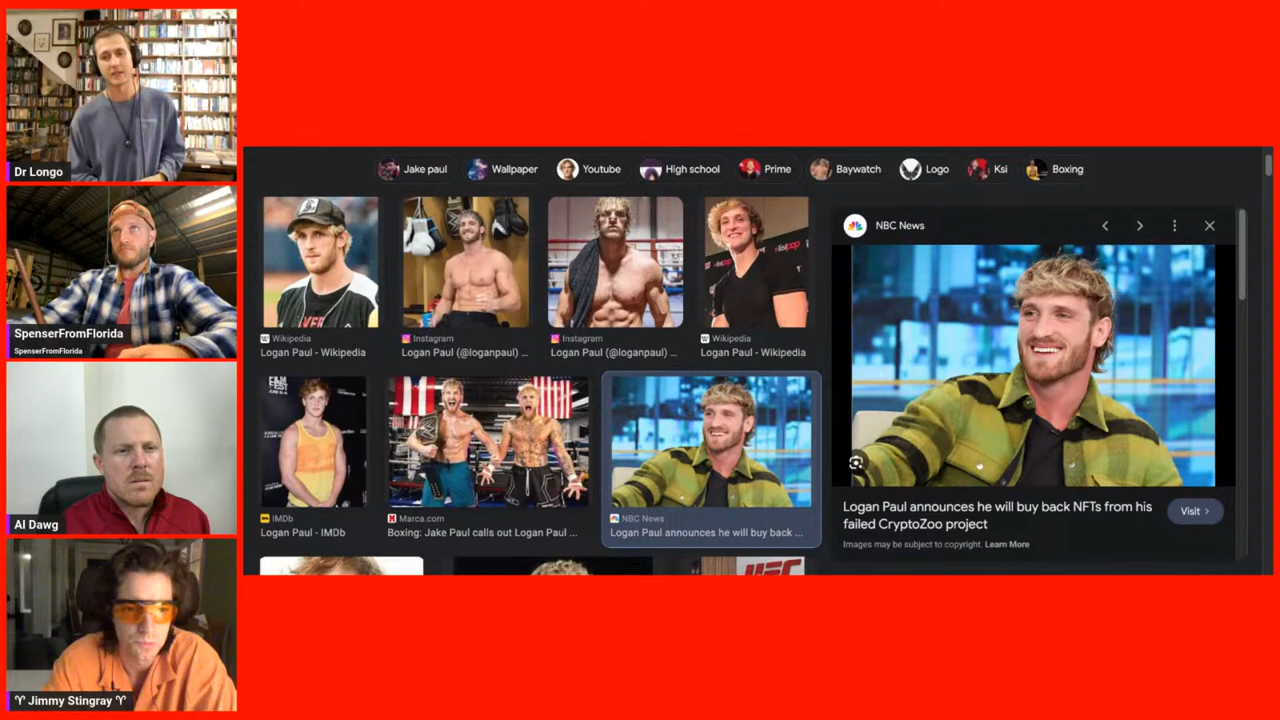 Dr Longo
SpenserFromFlorida
SpenserFromFlorida
Al Dawg
♈ Jimmy Stingray ♈
Jake paul
Wallpaper
Youtube
High school
Prime
Baywatch
Logo
Ksi
Boxing
Wikipedia
Logan Paul - Wikipedia
Instagram
Logan Paul (@loganpaul) ...
Instagram
Logan Paul (@loganpaul) ...
Wikipedia
Logan Paul - Wikipedia
IMDb
Logan Paul - IMDb
Marca.com
Boxing: Jake Paul calls out Logan Paul ...
NBC News
Logan Paul announces he will buy back ...
UFC
NBC News
Logan Paul announces he will buy back NFTs from his
failed CryptoZoo project
Visit
Images may be subject to copyright. Learn More